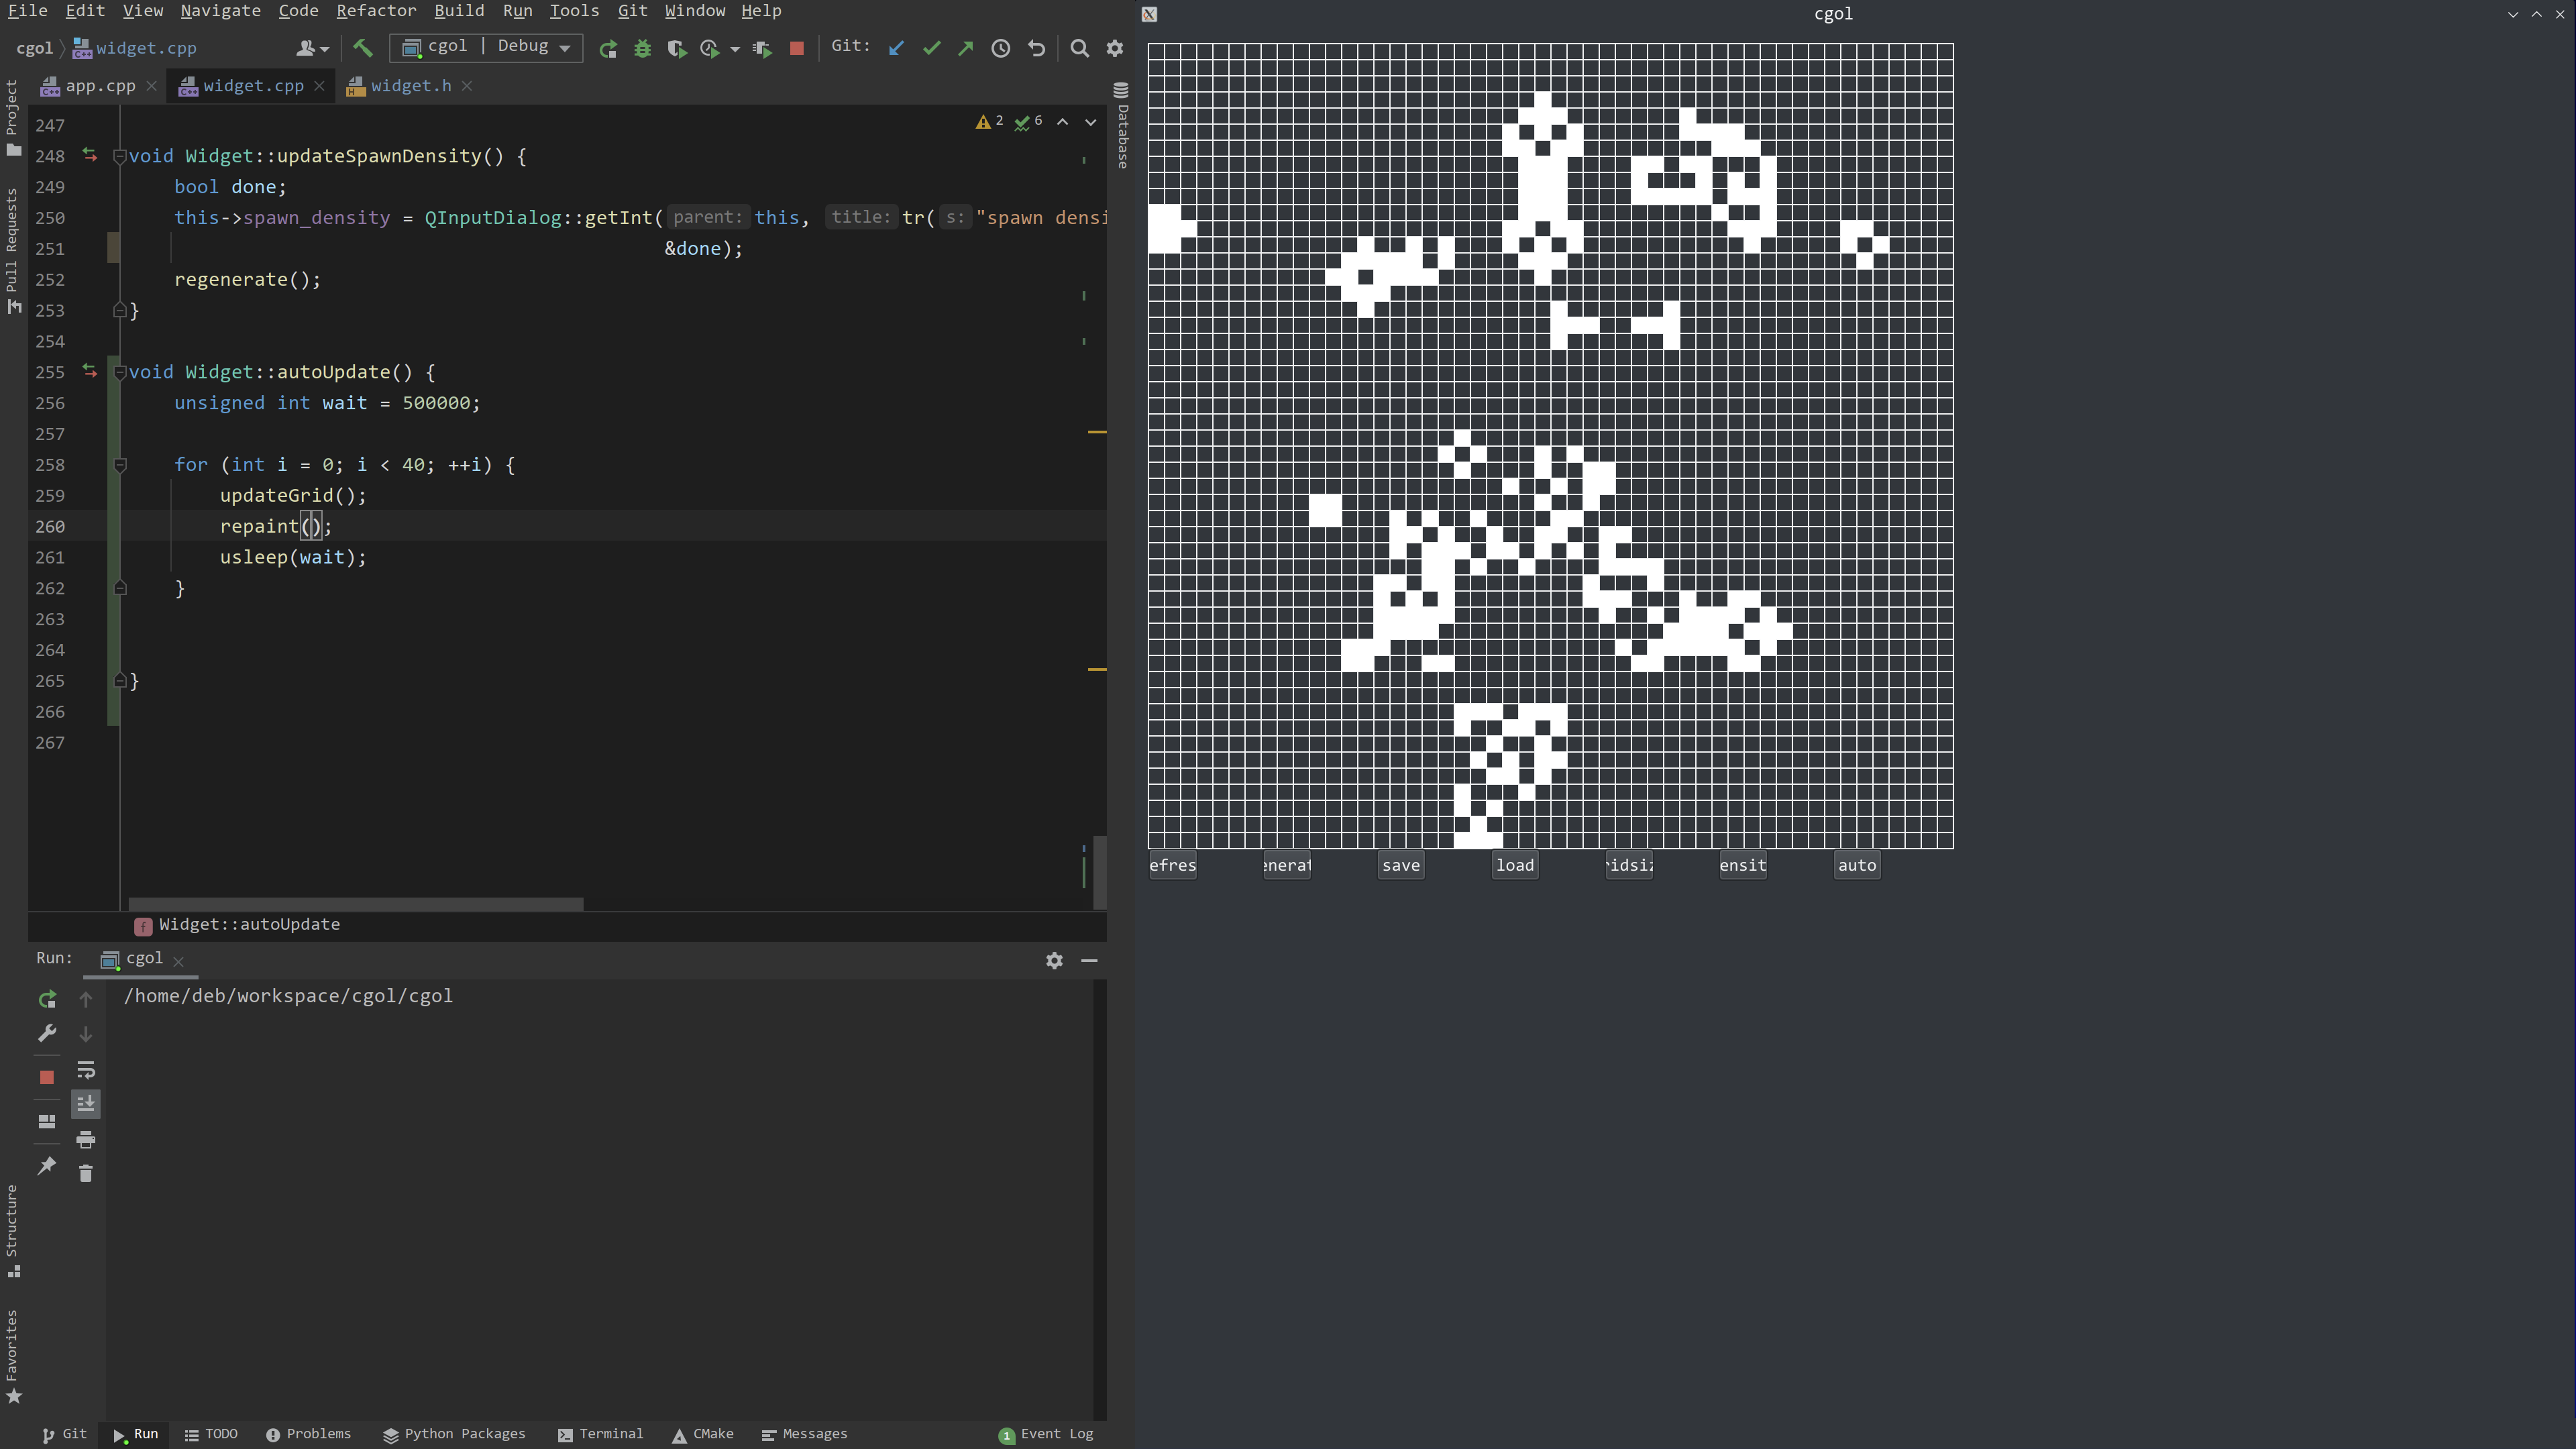 File Edit View Navigate Code Refactor Build Run Tools Git Window Help
cgol
cgol widget.cpp
cgol | Debug
Git:
app.cpp
widget.cpp
widget.h
Project
Pull Requests
Structure
Favorites
Database
2 6
247
248 void Widget::updateSpawnDensity() {
249 bool done;
250 this->spawn_density = QInputDialog::getInt( parent: this, title: tr( s: "spawn densi
251 &done);
252 regenerate();
253 }
254
255 void Widget::autoUpdate() {
256 unsigned int wait = 500000;
257
258 for (int i = 0; i < 40; ++i) {
259 updateGrid();
260 repaint();
261 usleep(wait);
262 }
263
264
265 }
266
267
f Widget::autoUpdate
efres
enerat
save
load
ridsiz
ensit
auto
Run: cgol
/home/deb/workspace/cgol/cgol
Git Run TODO Problems Python Packages Terminal CMake Messages 1 Event Log